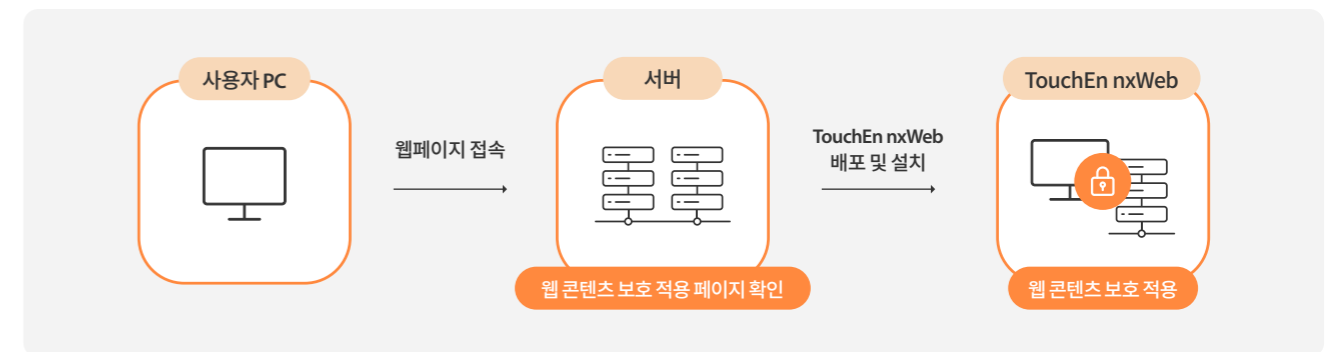 사용자 PC
서버
TouchEn nxWeb
웹페이지 접속
TouchEn nxWeb
배포 및 설치
웹 콘텐츠 보호 적용 페이지 확인
웹 콘텐츠 보호 적용